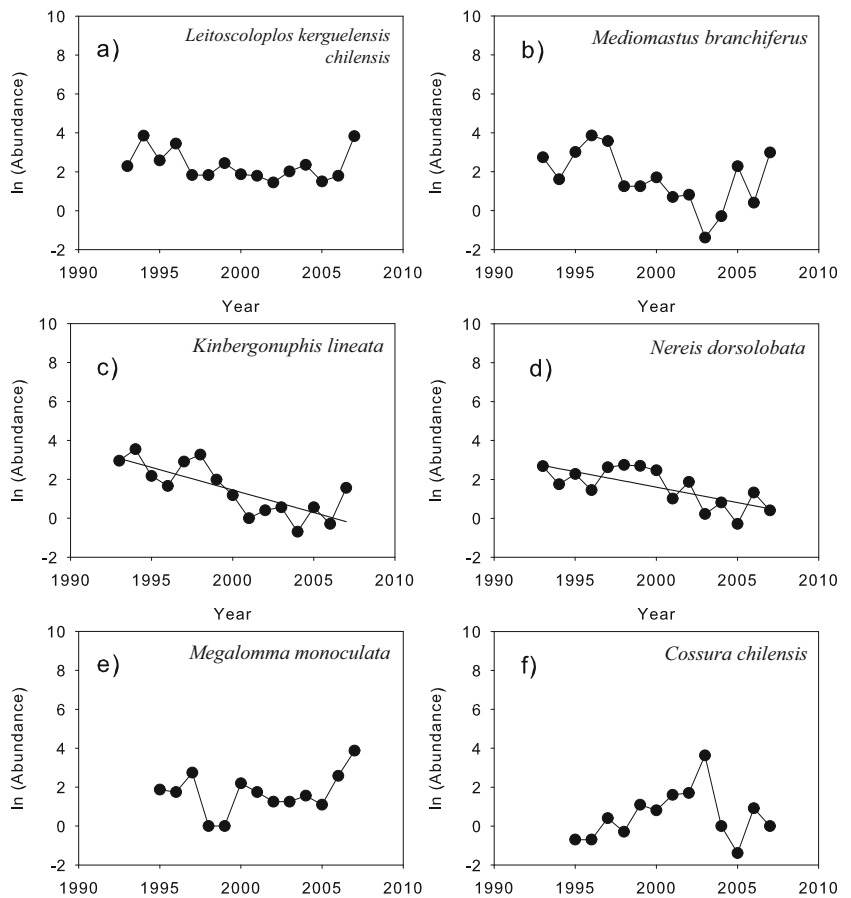 a)
Leitoscoloplos kerguelensis
chilensis
ln (Abundance)
10
8
6
4
2
0
-2
1990 1995 2000 2005 2010
Year
b)
Mediomastus branchiferus
ln (Abundance)
10
8
6
4
2
0
-2
1990 1995 2000 2005 2010
Year
c)
Kinbergonuphis lineata
ln (Abundance)
10
8
6
4
2
0
-2
1990 1995 2000 2005 2010
Year
d)
Nereis dorsolobata
ln (Abundance)
10
8
6
4
2
0
-2
1990 1995 2000 2005 2010
Year
e)
Megalomma monoculata
ln (Abundance)
10
8
6
4
2
0
-2
1990 1995 2000 2005 2010
f)
Cossura chilensis
ln (Abundance)
10
8
6
4
2
0
-2
1990 1995 2000 2005 2010